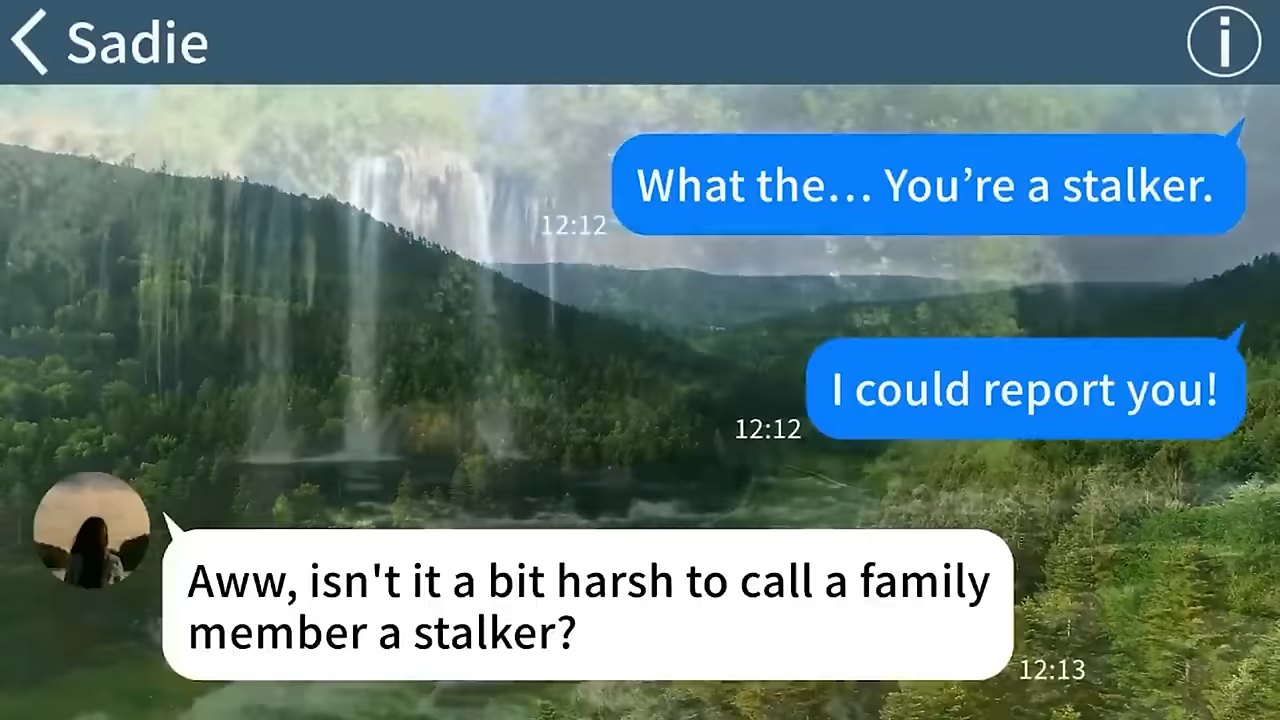 Sadie
i
What the... You’re a stalker.
12:12
I could report you!
12:12
Aww, isn't it a bit harsh to call a family
member a stalker?
12:13